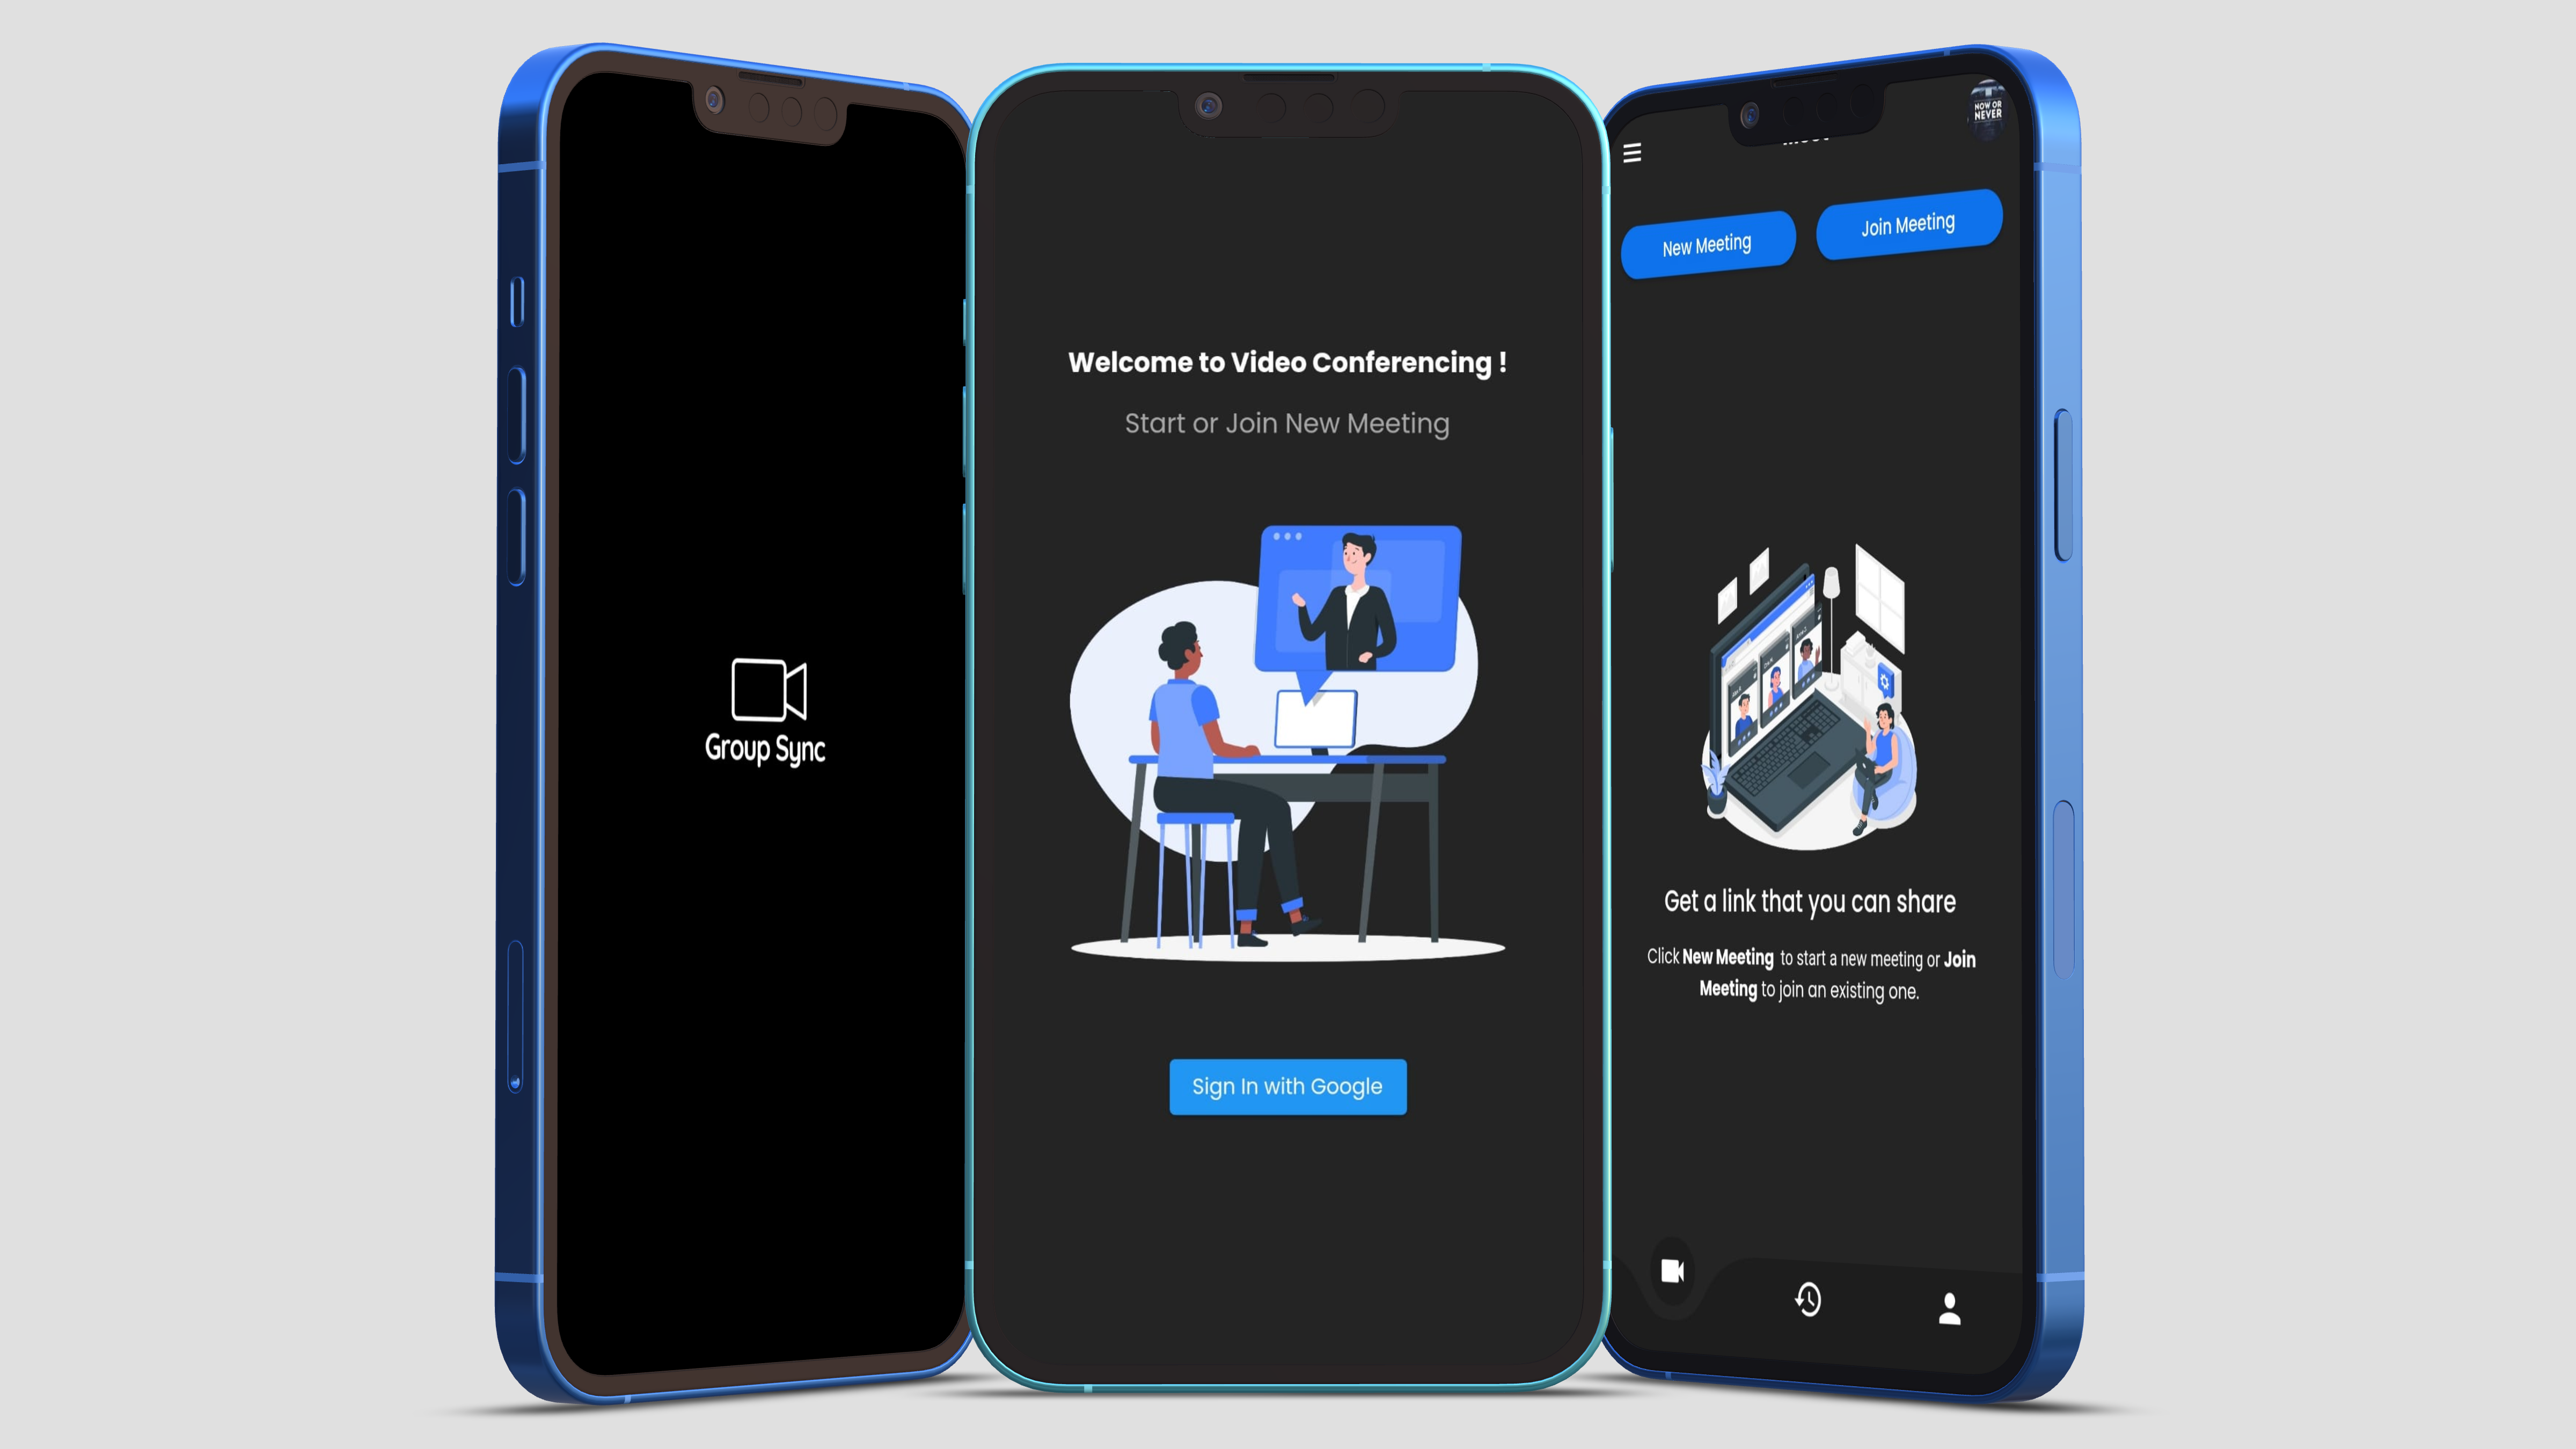 Group Sync
Welcome to Video Conferencing !
Start or Join New Meeting
Sign In with Google
NOW OR
NEVER
New Meeting
Join Meeting
Get a link that you can share
Click New Meeting to start a new meeting or Join
Meeting to join an existing one.